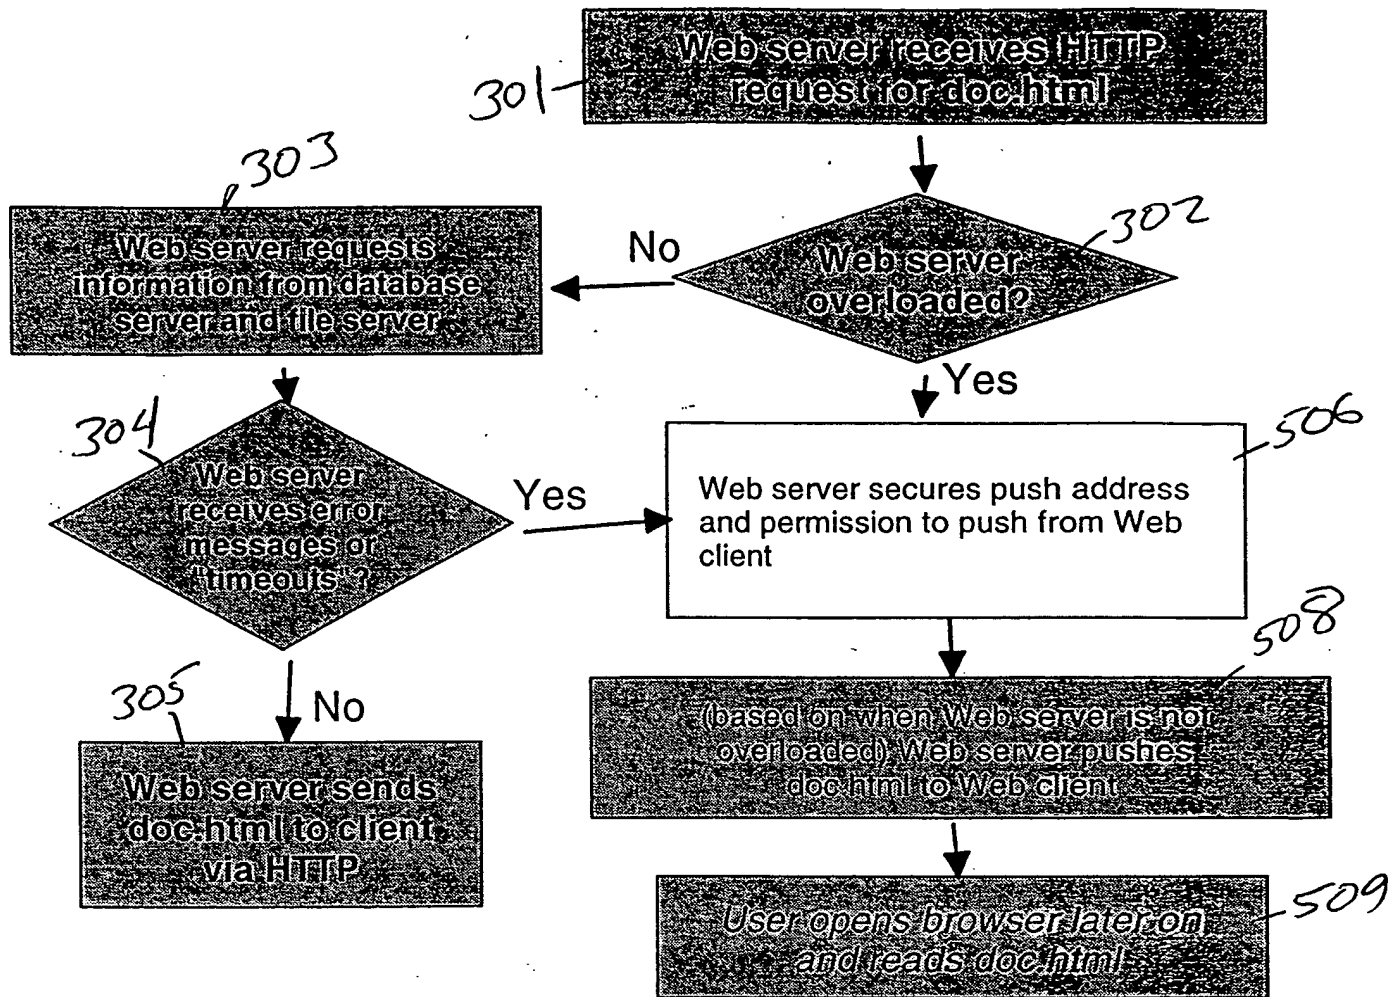 Web server receives HTTP
request for doc.html
301
303
Web server requests
information from database
server and file server
No
302
Web server
overloaded?
Yes
304
Web server
receives error
messages or
"timeouts"?
Yes
506
Web server secures push address
and permission to push from Web
client
305
No
Web server sends
doc.html to client
via HTTP
508
(based on when Web server is not
overloaded) Web server pushes
doc.html to Web client
509
User opens browser later on
and reads doc.html